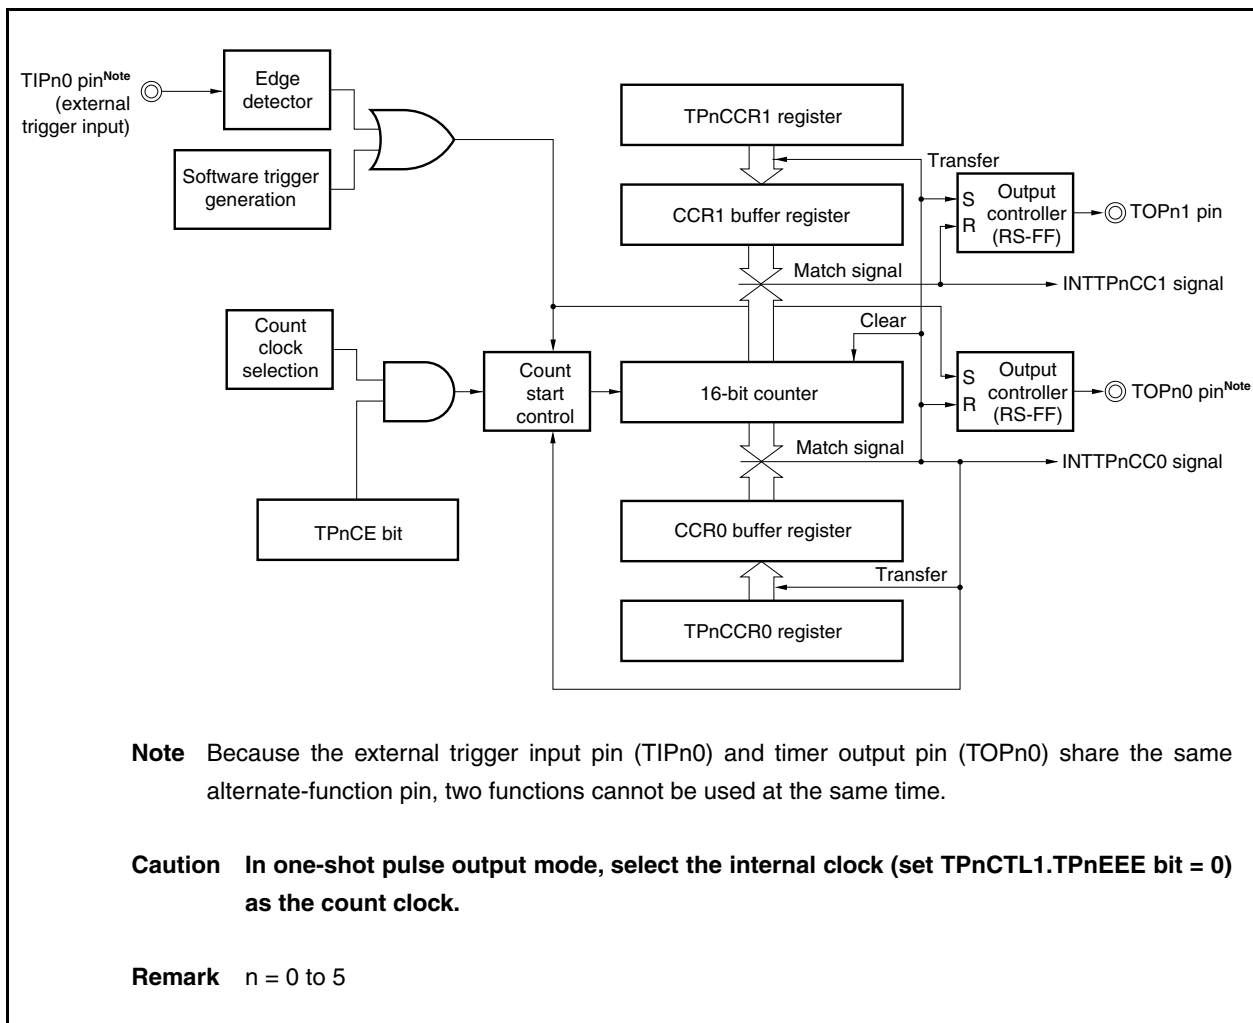 TIPn0 pinNote
(external
trigger input)
Edge
detector
Software trigger
generation
TPnCCR1 register
Transfer
CCR1 buffer register
S
R
Output
controller
(RS-FF)
TOPn1 pin
Match signal
INTTPnCC1 signal
Count
clock
selection
Clear
Count
start
control
16-bit counter
S
R
Output
controller
(RS-FF)
TOPn0 pinNote
Match signal
INTTPnCC0 signal
TPnCE bit
CCR0 buffer register
Transfer
TPnCCR0 register
Note Because the external trigger input pin (TIPn0) and timer output pin (TOPn0) share the same
alternate-function pin, two functions cannot be used at the same time.
Caution In one-shot pulse output mode, select the internal clock (set TPnCTL1.TPnEEE bit = 0)
as the count clock.
Remark n = 0 to 5